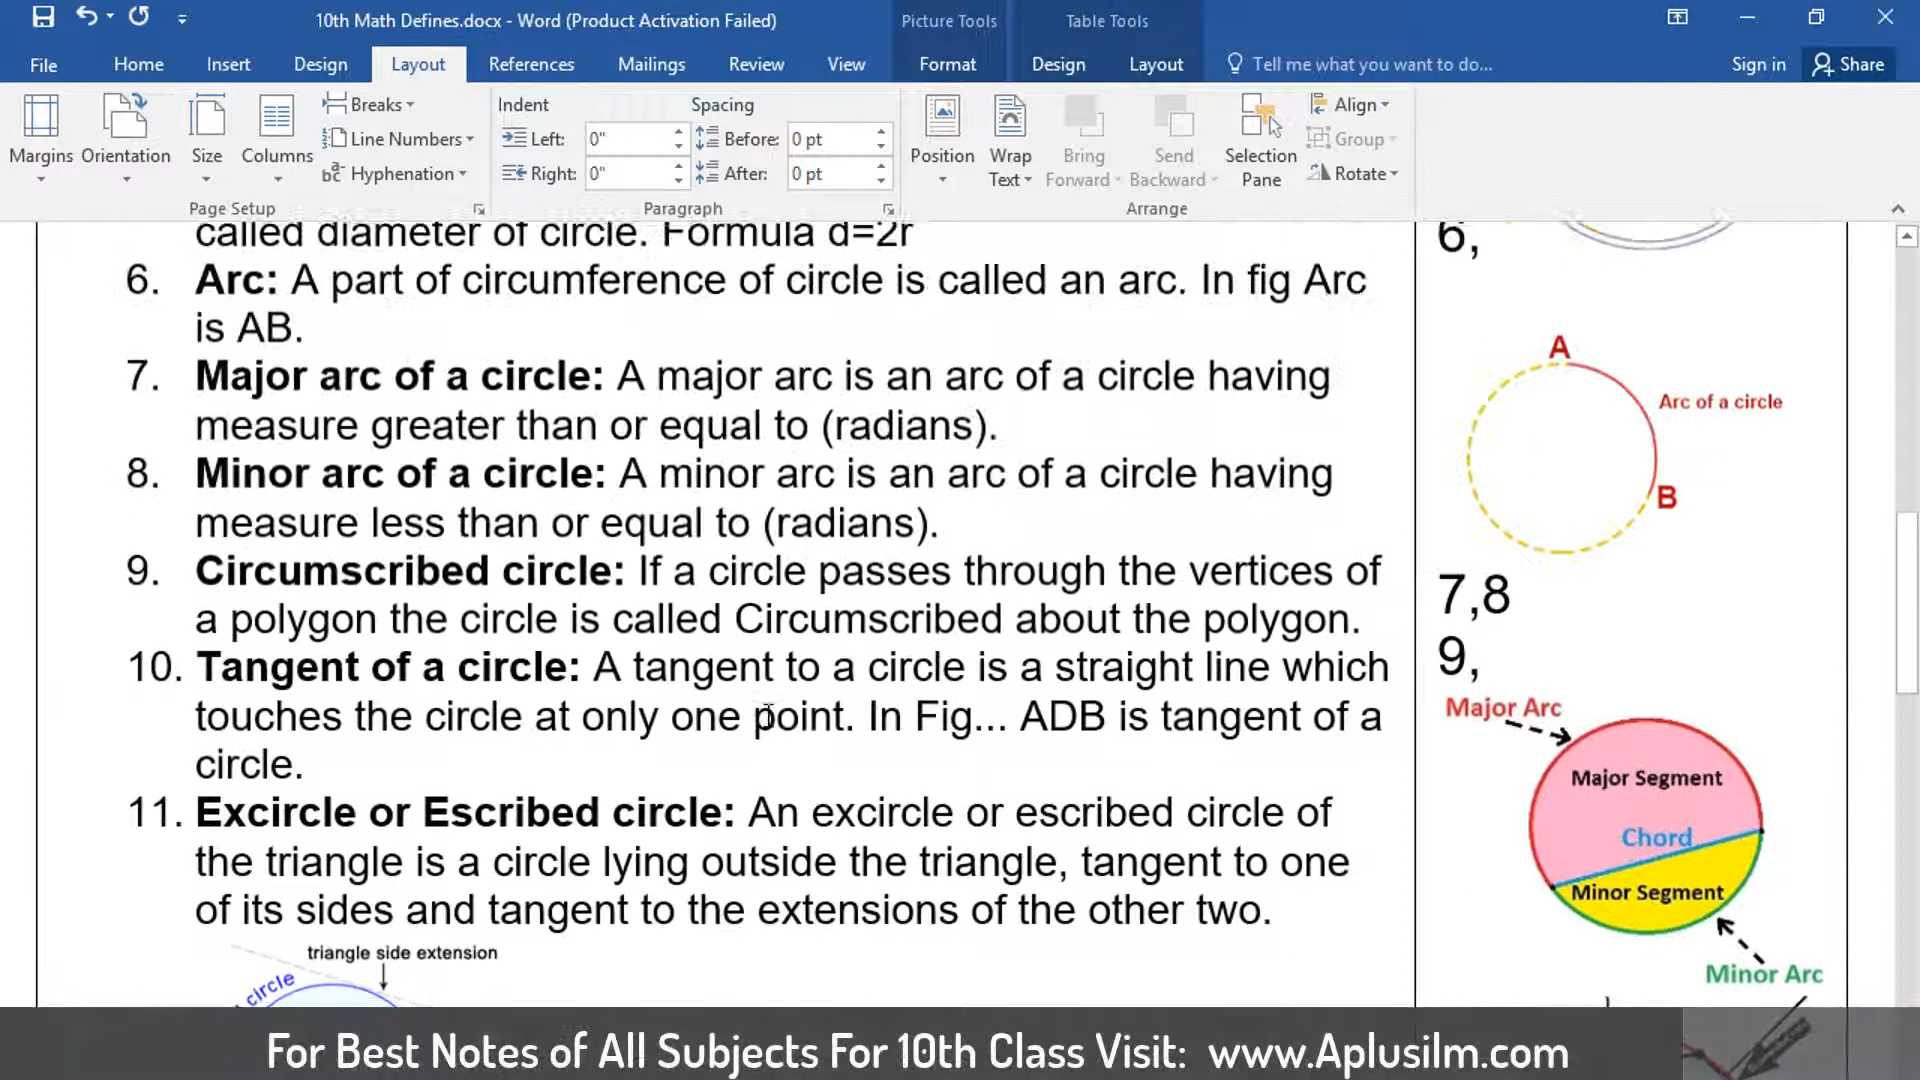 10th Math Defines.docx - Word (Product Activation Failed)
Picture Tools
Table Tools
File
Home
Insert
Design
Layout
References
Mailings
Review
View
Format
Design
Layout
Tell me what you want to do...
Sign in
Share
Margins
Orientation
Size
Columns
Breaks
Line Numbers
Hyphenation
Page Setup
Indent
Left: 0"
Right: 0"
Spacing
Before: 0 pt
After: 0 pt
Paragraph
Position
Wrap
Text
Bring
Forward
Send
Backward
Selection
Pane
Align
Group
Rotate
Arrange
called diameter of circle. Formula d=2r
6. Arc: A part of circumference of circle is called an arc. In fig Arc
is AB.
7. Major arc of a circle: A major arc is an arc of a circle having
measure greater than or equal to (radians).
8. Minor arc of a circle: A minor arc is an arc of a circle having
measure less than or equal to (radians).
9. Circumscribed circle: If a circle passes through the vertices of
a polygon the circle is called Circumscribed about the polygon.
10. Tangent of a circle: A tangent to a circle is a straight line which
touches the circle at only one point. In Fig... ADB is tangent of a
circle.
11. Excircle or Escribed circle: An excircle or escribed circle of
the triangle is a circle lying outside the triangle, tangent to one
of its sides and tangent to the extensions of the other two.
triangle side extension
circle
6,
A
Arc of a circle
B
7,8
9,
Major Arc
Major Segment
Chord
Minor Segment
Minor Arc
For Best Notes of All Subjects For 10th Class Visit: www.Aplusilm.com